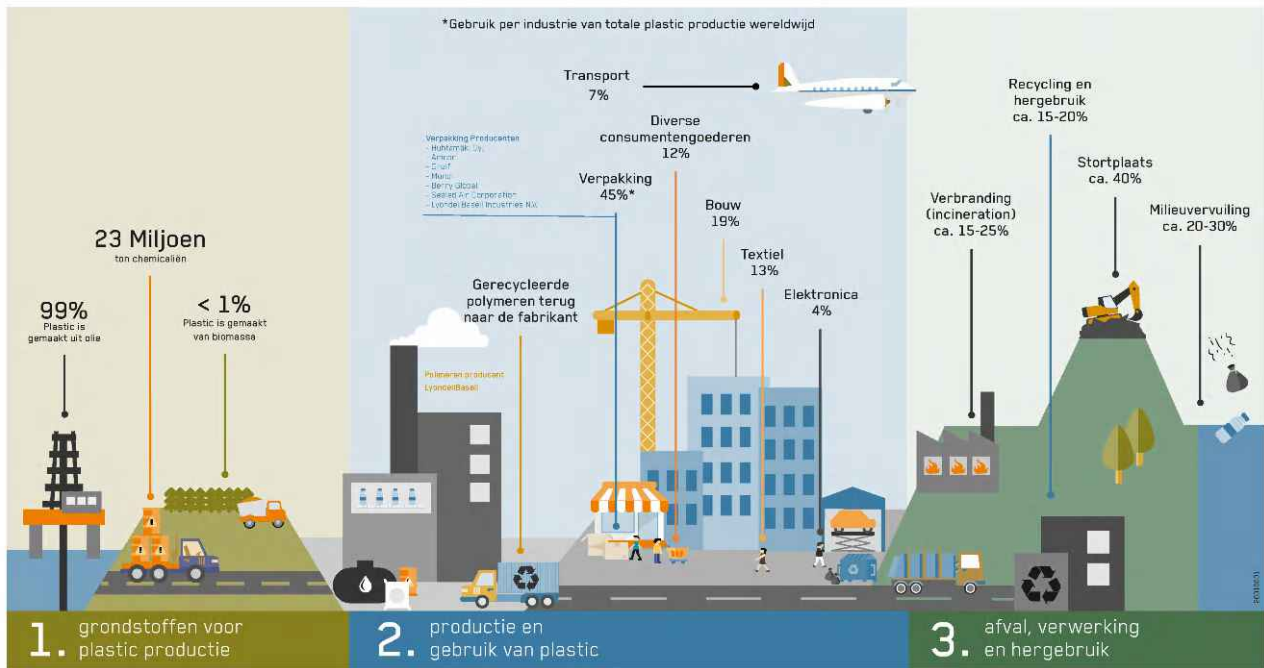 *Gebruik per industrie van totale plastic productie wereldwijd
99%
Plastic is
gemaakt uit olie
23 Miljoen
ton chemicaliën
< 1%
Plastic is gemaakt
van biomassa
Verpakking Producenten
- Amcor
- Mondi
- Berry Global
- Sealed Air Corporation
- Lyondel Basell Industries N.V.
Transport
7%
Diverse
consumentengoederen
12%
Verpakking
45%*
Bouw
19%
Textiel
13%
Elektronica
4%
Gerecycleerde
polymeren terug
naar de fabrikant
Polymeren producent
LyondellBasell
Recycling en
hergebruik
ca. 15-20%
Stortplaats
ca. 40%
Verbranding
(incineration)
ca. 15-25%
Milieuvervuiling
ca. 20-30%
1. grondstoffen voor
plastic productie
2. productie en
gebruik van plastic
3. afval, verwerking
en hergebruik